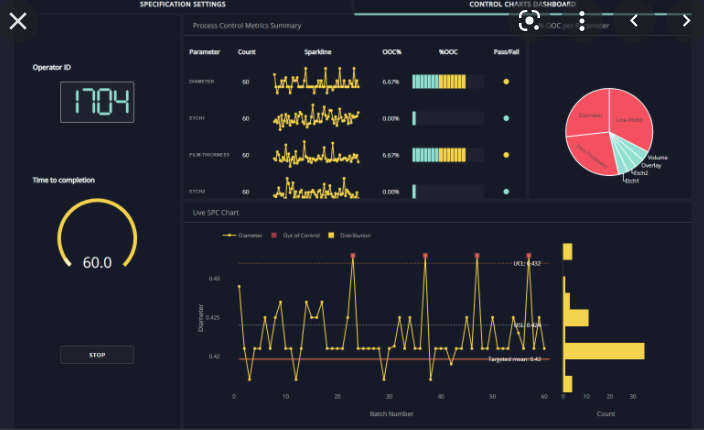 SPECIFICATION SETTINGS
CONTROL CHARTS DASHBOARD
Operator ID
1704
Time to completion
60.0
STOP
Process Control Metrics Summary
Parameter Count Sparkline OOC% %OOC Pass/Fail
DIAMETER 60 6.67%
ETCH1 60 0.00%
FILM-THICKNESS 60 6.67%
ETCH2 60 0.00%
% OOC per Parameter
Diameter
Line-Width
Film-Thickness
Volume
Overlay
Etch2
Etch1
Live SPC Chart
Diameter Out of Control Distribution
UCL: 0.432
Targeted mean: 0.42
Diameter
0.43
0.425
0.42
0 10 20 30 40 50 60
Batch Number
0 10 20 30
Count